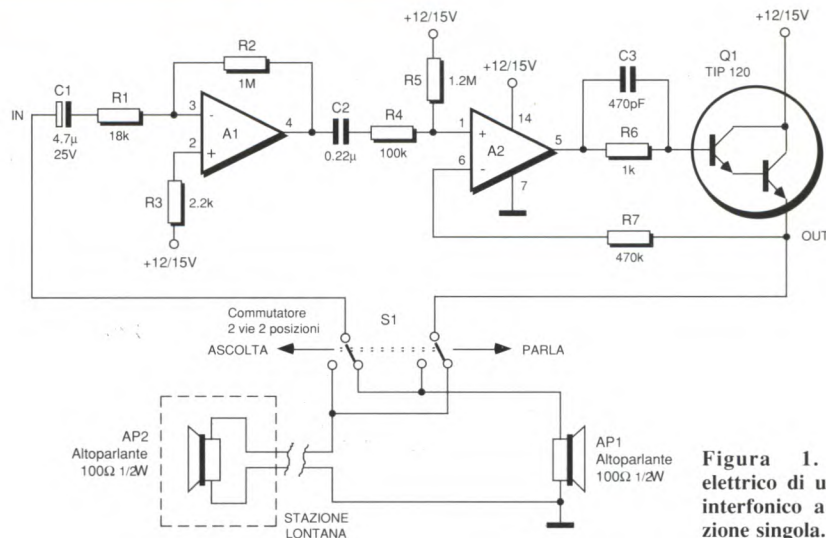 +12/15V
+12/15V
R2
1M
+12/15V
C3
470pF
Q1
TIP 120
C1
R1
R5
1.2M
IN
4.7µ
25V
18k
3
-
A1
4
2
+
C2
0.22µ
R4
100k
1
+
14
A2
5
6
-
7
R6
1k
R3
2.2k
+12/15V
R7
470k
OUT
Commutatore
2 vie 2 posizioni
S1
ASCOLTA
PARLA
AP2
Altoparlante
100Ω 1/2W
AP1
Altoparlante
100Ω 1/2W
STAZIONE
LONTANA
Figura 1.
elettrico di u
interfonico a
zione singola.